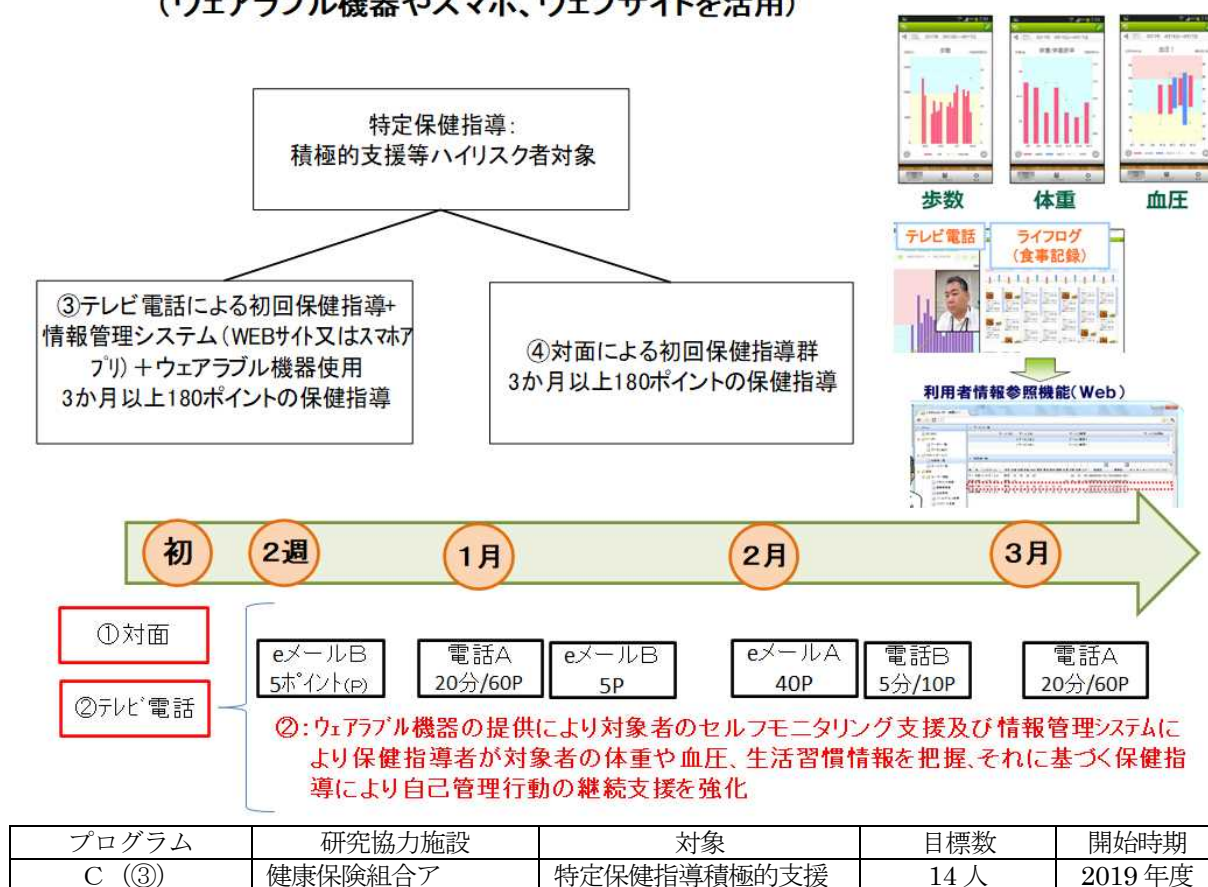 (ウェアラブル機器やスマホ、ウェブサイトを活用)
特定保健指導:
積極的支援等ハイリスク者対象
③テレビ電話による初回保健指導+
情報管理システム(WEBサイト又はスマホア
プリ)+ウェアラブル機器使用
3か月以上180ポイントの保健指導
④対面による初回保健指導群
3か月以上180ポイントの保健指導
歩数
体重
血圧
テレビ電話
ライフログ
(食事記録)
利用者情報参照機能(Web)
初
2週
1月
2月
3月
①対面
②テレビ電話
eメールB
5ポイント(P)
電話A
20分/60P
eメールB
5P
eメールA
40P
電話B
5分/10P
電話A
20分/60P
②:ウェアラブル機器の提供により対象者のセルフモニタリング支援及び情報管理システムに
より保健指導者が対象者の体重や血圧、生活習慣情報を把握、それに基づく保健指
導により自己管理行動の継続支援を強化
プログラム 研究協力施設 対象 目標数 開始時期
C (③) 健康保険組合ア 特定保健指導積極的支援 14人 2019年度